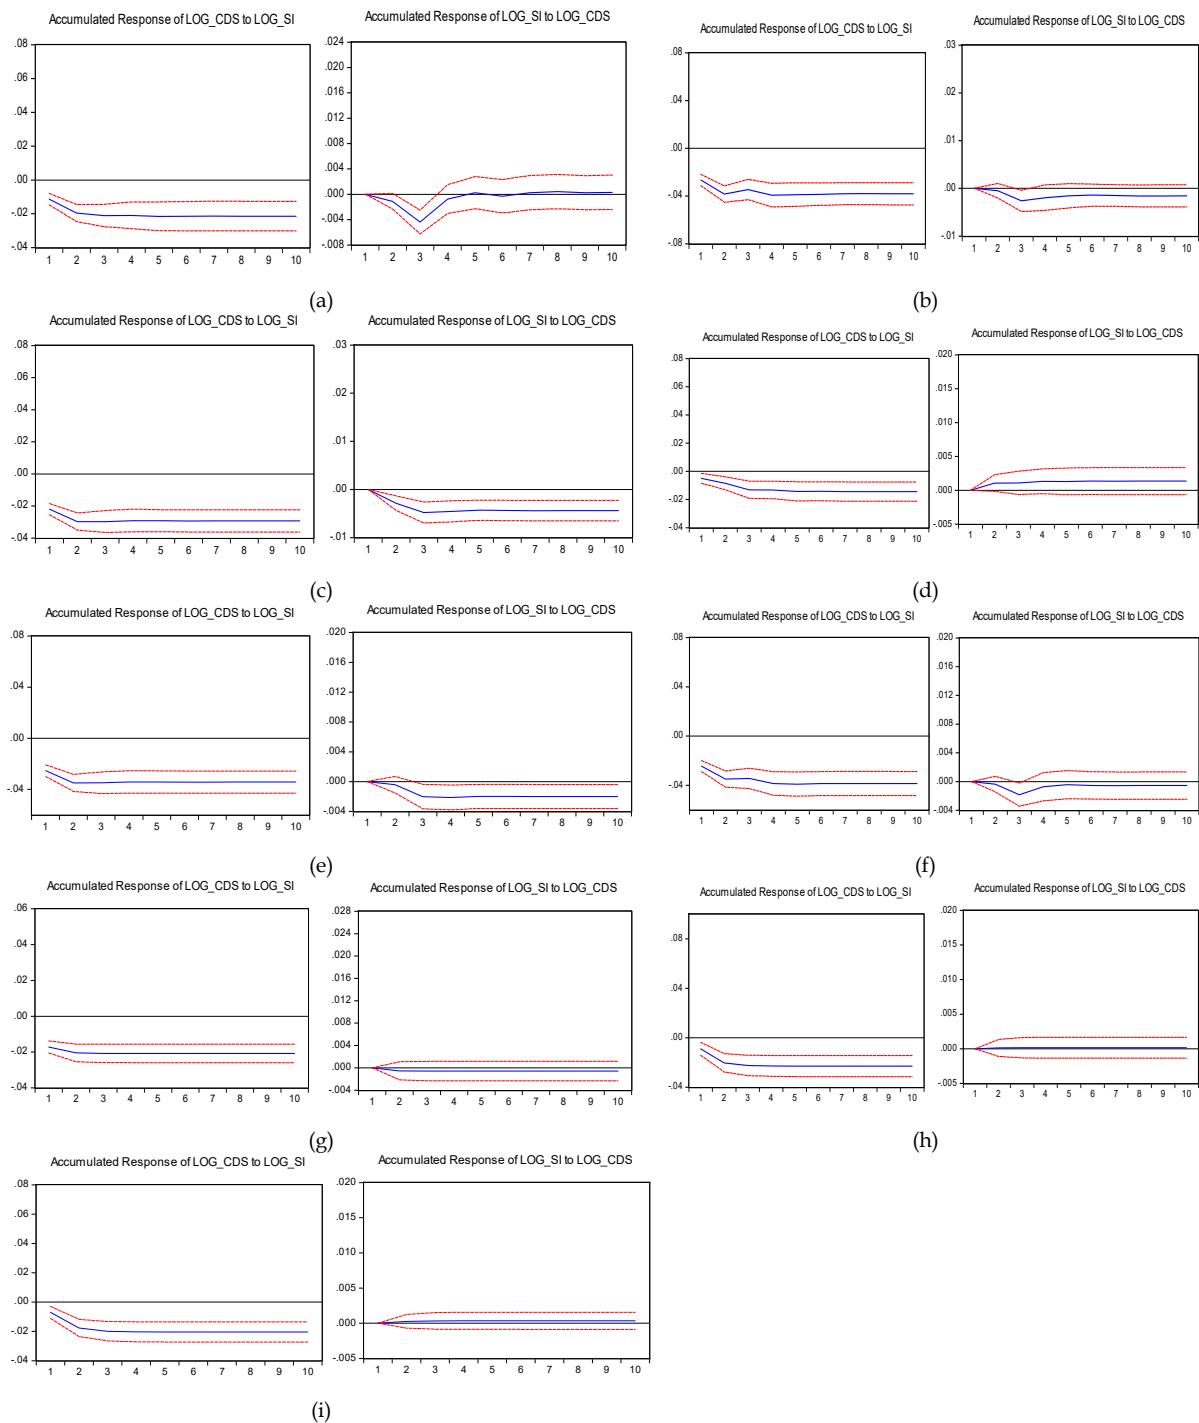 Accumulated Response of LOG_CDS to LOG_SI
.08
.06
.04
.02
.00
-.02
-.04
1 2 3 4 5 6 7 8 9 10
Accumulated Response of LOG_SI to LOG_CDS
.024
.020
.016
.012
.008
.004
.000
-.004
-.008
1 2 3 4 5 6 7 8 9 10
(a)
Accumulated Response of LOG_CDS to LOG_SI
.08
.04
.00
-.04
-.08
1 2 3 4 5 6 7 8 9 10
Accumulated Response of LOG_SI to LOG_CDS
.03
.02
.01
.00
-.01
1 2 3 4 5 6 7 8 9 10
(b)
Accumulated Response of LOG_CDS to LOG_SI
.08
.06
.04
.02
.00
-.02
-.04
1 2 3 4 5 6 7 8 9 10
Accumulated Response of LOG_SI to LOG_CDS
.03
.02
.01
.00
-.01
1 2 3 4 5 6 7 8 9 10
(c)
Accumulated Response of LOG_CDS to LOG_SI
.08
.06
.04
.02
.00
-.02
-.04
1 2 3 4 5 6 7 8 9 10
Accumulated Response of LOG_SI to LOG_CDS
.020
.015
.010
.005
.000
-.005
1 2 3 4 5 6 7 8 9 10
(d)
Accumulated Response of LOG_CDS to LOG_SI
.08
.04
.00
-.04
1 2 3 4 5 6 7 8 9 10
Accumulated Response of LOG_SI to LOG_CDS
.020
.016
.012
.008
.004
.000
-.004
1 2 3 4 5 6 7 8 9 10
(e)
Accumulated Response of LOG_CDS to LOG_SI
.08
.04
.00
-.04
1 2 3 4 5 6 7 8 9 10
Accumulated Response of LOG_SI to LOG_CDS
.020
.016
.012
.008
.004
.000
-.004
1 2 3 4 5 6 7 8 9 10
(f)
Accumulated Response of LOG_CDS to LOG_SI
.06
.04
.02
.00
-.02
-.04
1 2 3 4 5 6 7 8 9 10
Accumulated Response of LOG_SI to LOG_CDS
.028
.024
.020
.016
.012
.008
.004
.000
-.004
1 2 3 4 5 6 7 8 9 10
(g)
Accumulated Response of LOG_CDS to LOG_SI
.08
.04
.00
-.04
1 2 3 4 5 6 7 8 9 10
Accumulated Response of LOG_SI to LOG_CDS
.020
.015
.010
.005
.000
-.005
1 2 3 4 5 6 7 8 9 10
(h)
Accumulated Response of LOG_CDS to LOG_SI
.08
.06
.04
.02
.00
-.02
-.04
1 2 3 4 5 6 7 8 9 10
Accumulated Response of LOG_SI to LOG_CDS
.020
.015
.010
.005
.000
-.005
1 2 3 4 5 6 7 8 9 10
(i)